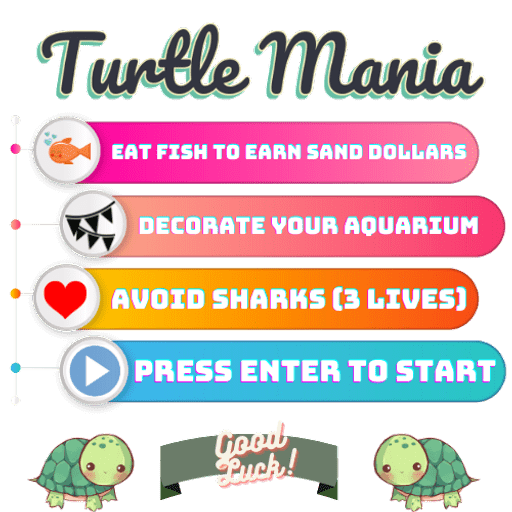 Turtle Mania
EAT FISH TO EARN SAND DOLLARS
DECORATE YOUR AQUARIUM
AVOID SHARKS (3 LIVES)
PRESS ENTER TO START
Good
Luck!